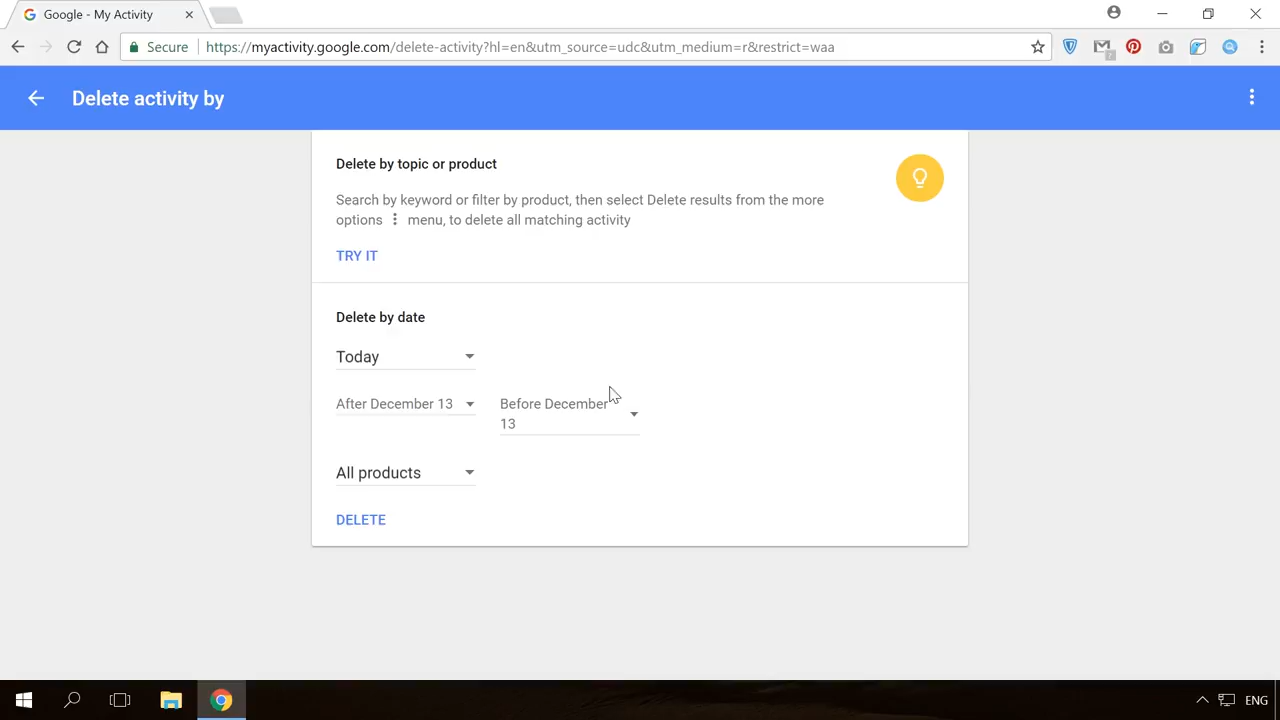 Google - My Activity
Secure
https://myactivity.google.com/delete-activity?hl=en&utm_source=udc&utm_medium=r&restrict=waa
Delete activity by
Delete by topic or product
Search by keyword or filter by product, then select Delete results from the more
options menu, to delete all matching activity
TRY IT
Delete by date
Today
After December 13
Before December
13
All products
DELETE
ENG